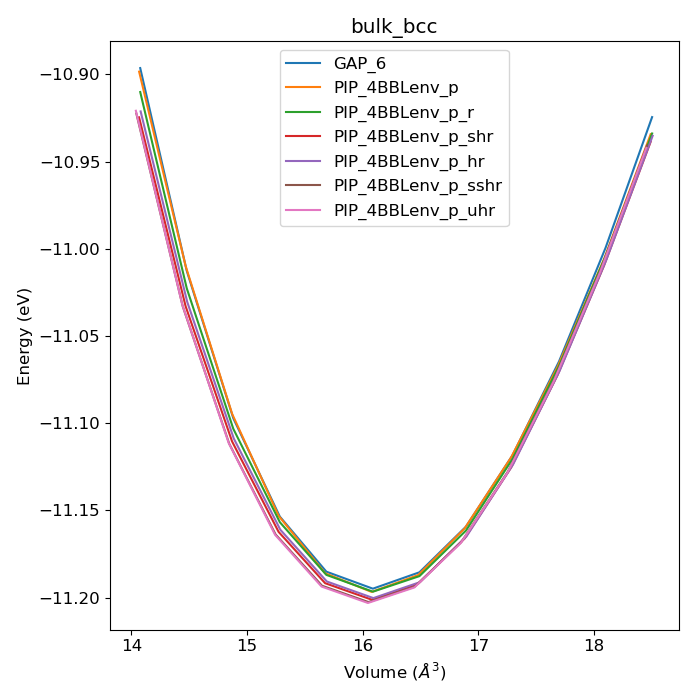 bulk_bcc
GAP_6
PIP_4BBLenv_p
PIP_4BBLenv_p_r
PIP_4BBLenv_p_shr
PIP_4BBLenv_p_hr
PIP_4BBLenv_p_sshr
PIP_4BBLenv_p_uhr
Energy (eV)
−10.90
−10.95
−11.00
−11.05
−11.10
−11.15
−11.20
14 15 16 17 18
Volume (Å³)